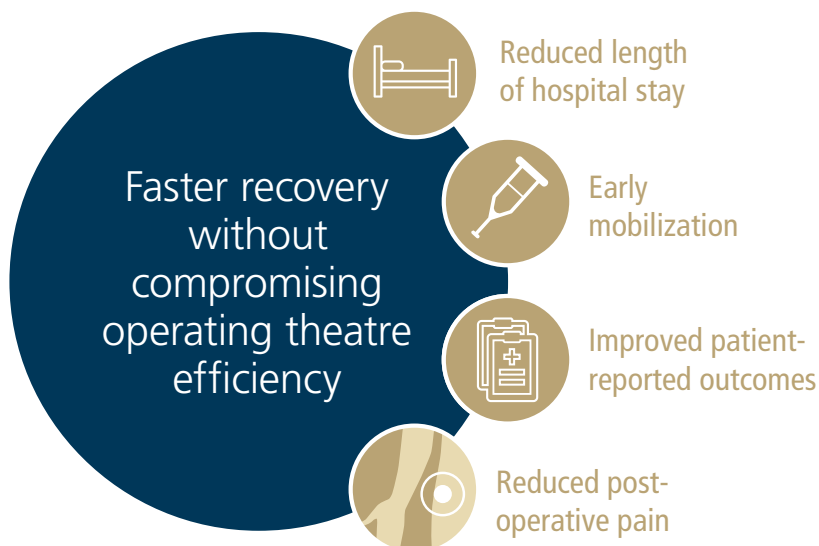 Faster recovery
without
compromising
operating theatre
efficiency
Reduced length
of hospital stay
Early
mobilization
Improved patient-
reported outcomes
Reduced post-
operative pain